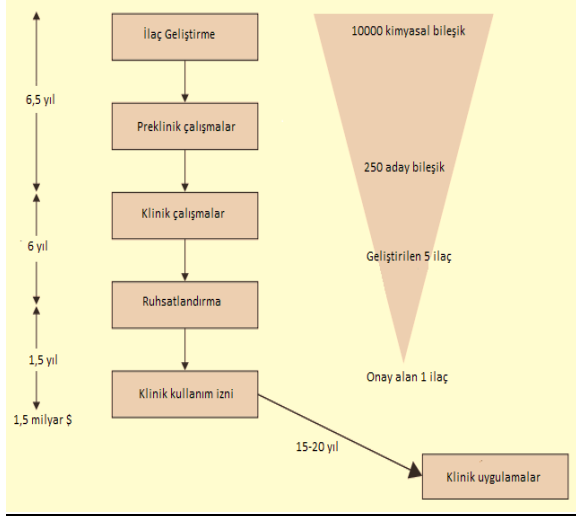 İlaç Geliştirme
10000 kimyasal bileşik
6,5 yıl
Preklinik çalışmalar
250 aday bileşik
Klinik çalışmalar
6 yıl
Geliştirilen 5 ilaç
Ruhsatlandırma
1,5 yıl
Onay alan 1 ilaç
Klinik kullanım izni
1,5 milyar $
15-20 yıl
Klinik uygulamalar